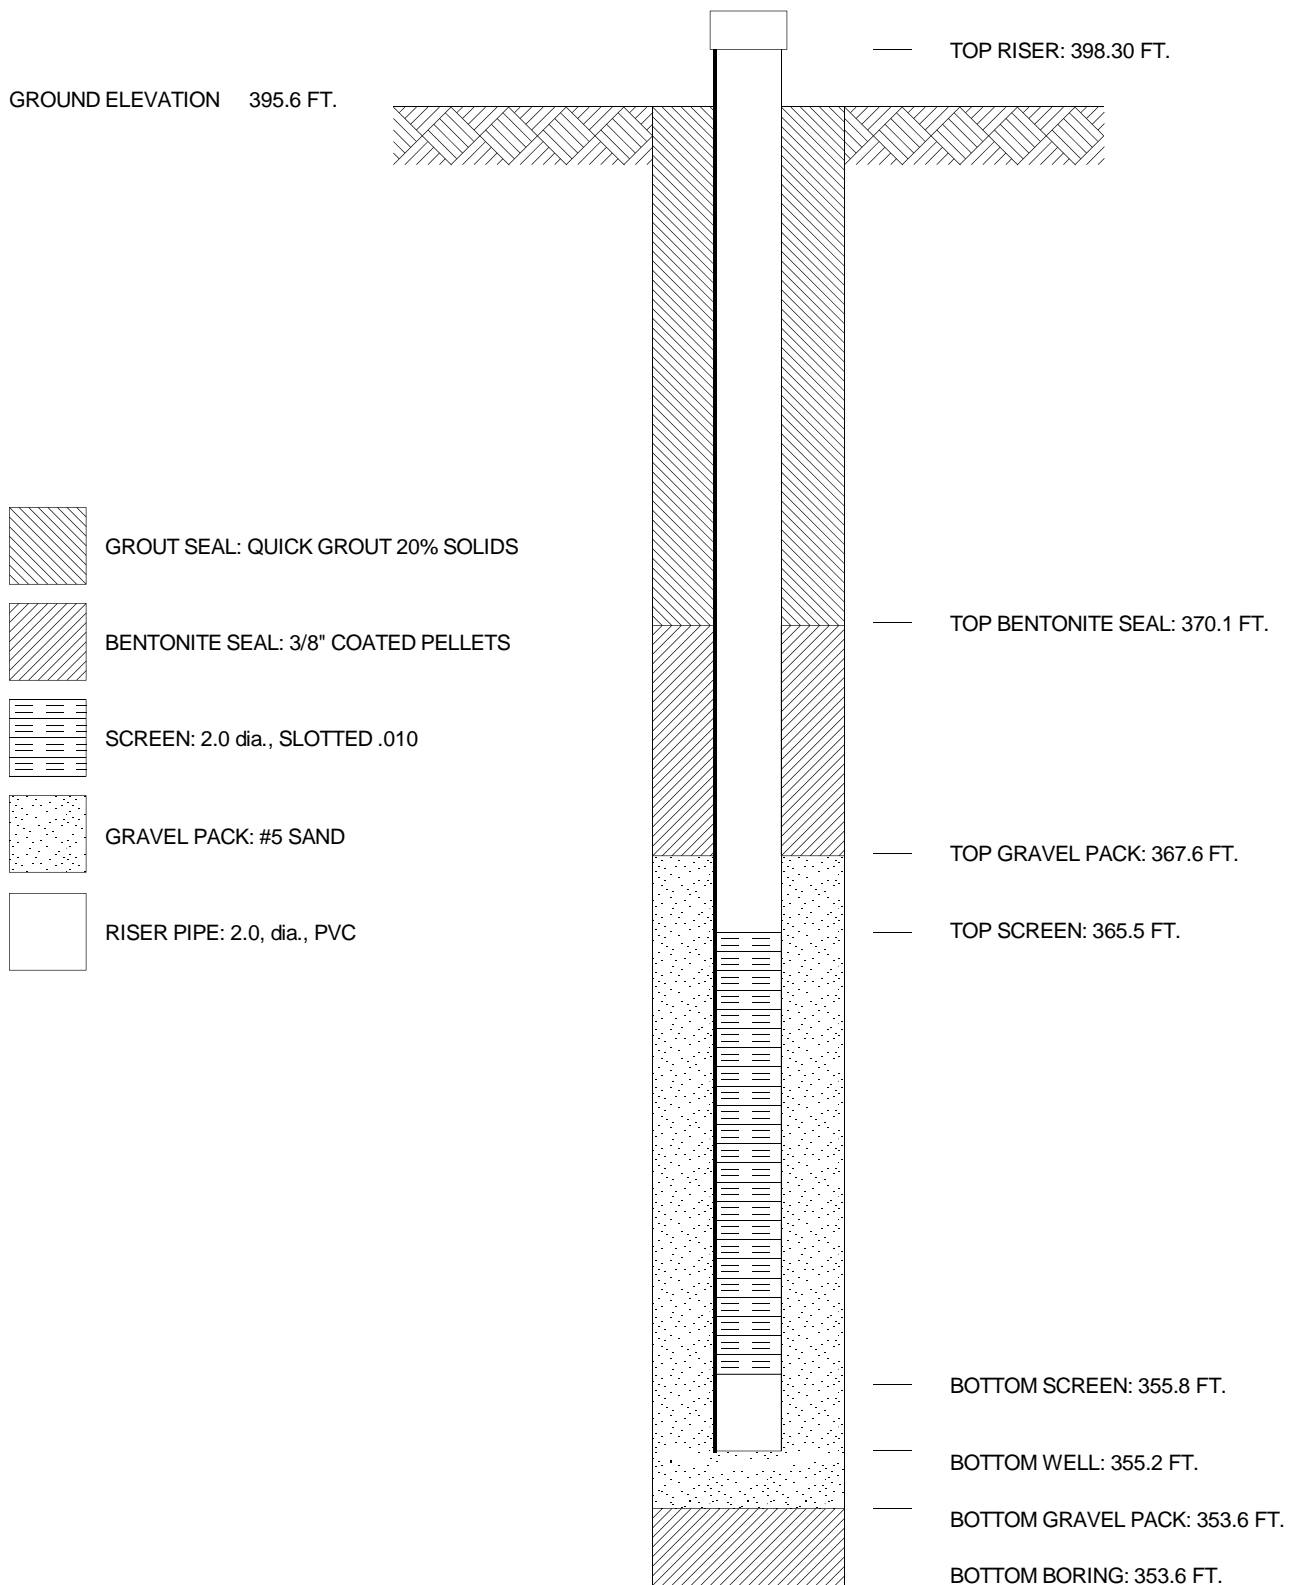 TOP RISER: 398.30 FT.
GROUND ELEVATION 395.6 FT.
GROUT SEAL: QUICK GROUT 20% SOLIDS
TOP BENTONITE SEAL: 370.1 FT.
BENTONITE SEAL: 3/8" COATED PELLETS
SCREEN: 2.0 dia., SLOTTED .010
GRAVEL PACK: #5 SAND
TOP GRAVEL PACK: 367.6 FT.
RISER PIPE: 2.0, dia., PVC
TOP SCREEN: 365.5 FT.
BOTTOM SCREEN: 355.8 FT.
BOTTOM WELL: 355.2 FT.
BOTTOM GRAVEL PACK: 353.6 FT.
BOTTOM BORING: 353.6 FT.